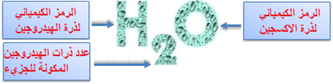 الرمز الكيميائي
لذرة الهيدروجين
H2O
الرمز الكيميائي
لذرة الاكسجين
عدد ذرات الهيدروجين
المكونة للجزيء